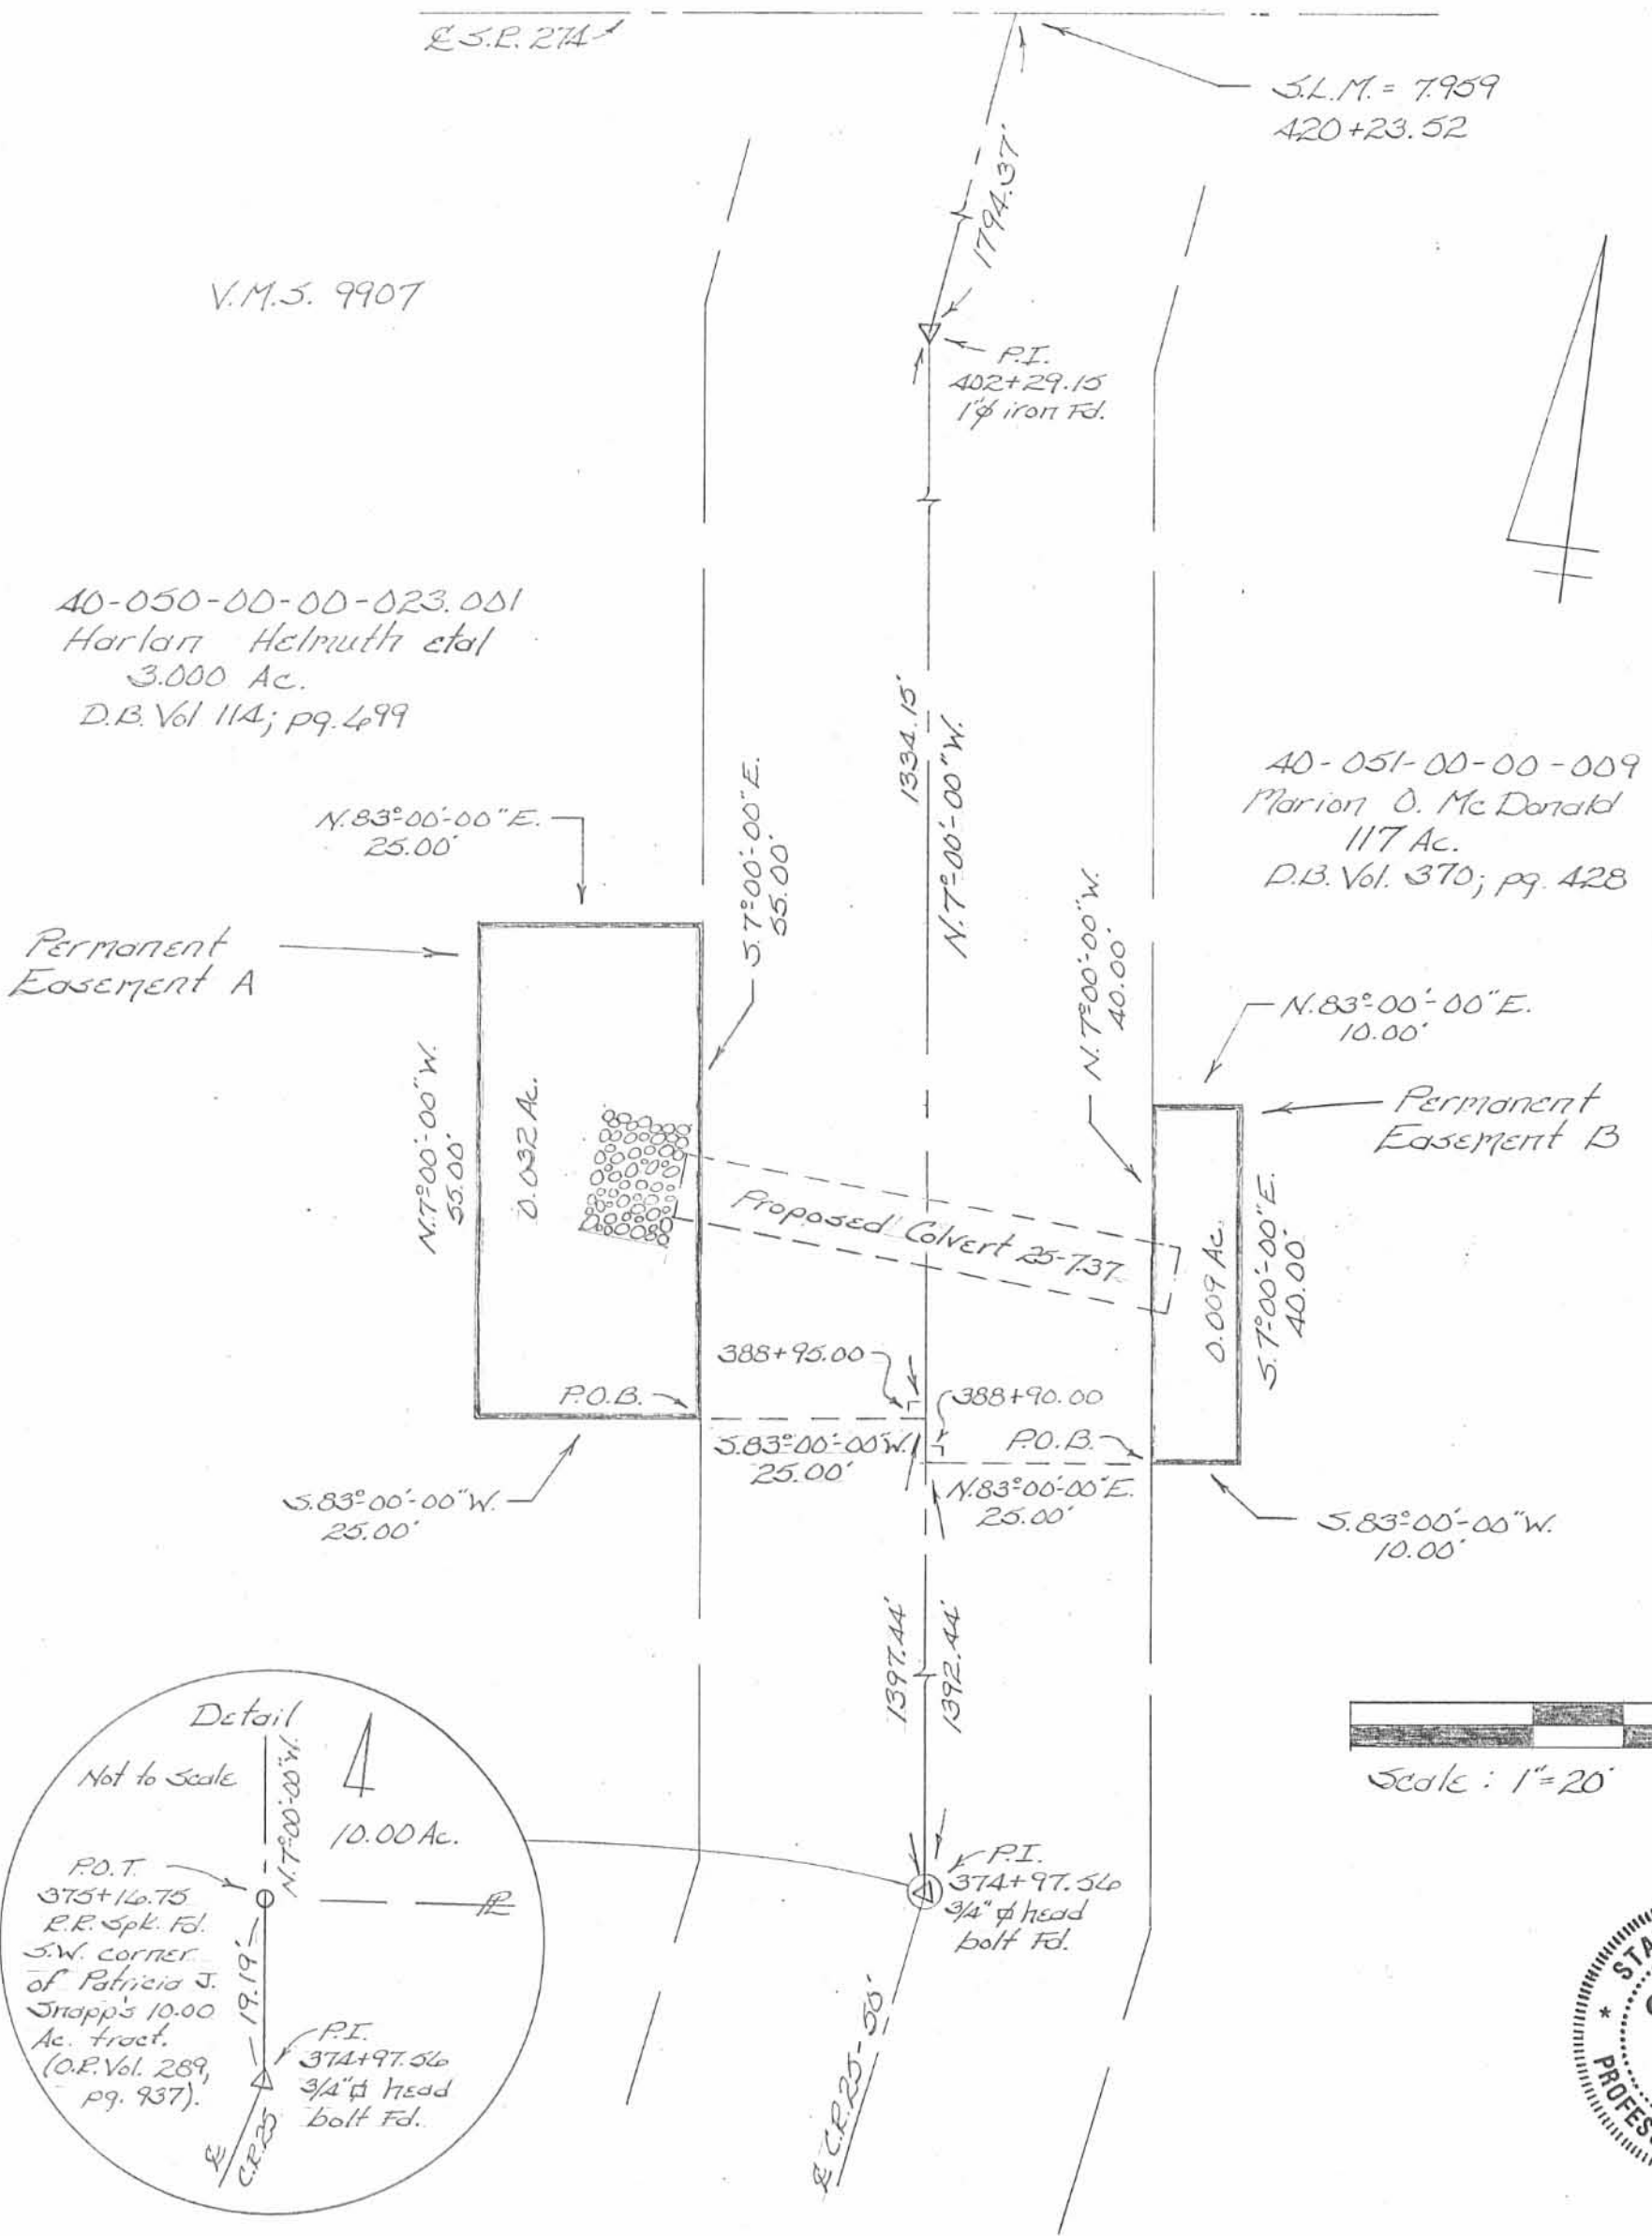 ℄ S.R. 274
S.L.M. = 7.959
420+23.52
1794.37'
V.M.S. 9907
P.I.
402+29.15
1"ϕ iron Fd.
40-050-00-00-023.001
Harlan Helmuth etal
3.000 Ac.
D.B. Vol 114; pg. 699
1334.15'
N.7°-00'-00"W.
40-051-00-00-009
Marion O. McDonald
117 Ac.
D.B. Vol. 370; pg. 428
N.83°-00'-00"E.
25.00'
S.7°-00'-00"E.
55.00'
Permanent
Easement A
N.7°-00'-00"W.
40.00'
N.83°-00'-00"E.
10.00'
Permanent
Easement B
N.7°-00'-00"W.
55.00'
0.032 Ac.
Proposed Culvert 25-7.37
0.009 Ac.
S.7°-00'-00"E.
40.00'
388+95.00
388+90.00
P.O.B.
P.O.B.
S.83°-00'-00"W.
25.00'
N.83°-00'-00"E.
25.00'
S.83°-00'-00"W.
25.00'
S.83°-00'-00"W.
10.00'
1397.44'
1392.44'
Detail
Not to Scale
N.7°-00'-00"W.
10.00 Ac.
P.O.T.
375+16.75
R.R. Spk. Fd.
S.W. corner
of Patricia J.
Snapp's 10.00
Ac. tract.
(O.R. Vol. 289,
pg. 937).
19.19'
℄
C.R. 25
P.I.
374+97.56
3/4"ϕ head
bolt Fd.
P.I.
374+97.56
3/4"ϕ head
bolt Fd.
℄ C.R. 25-50'
Scale : 1"=20'
STA
PROFES